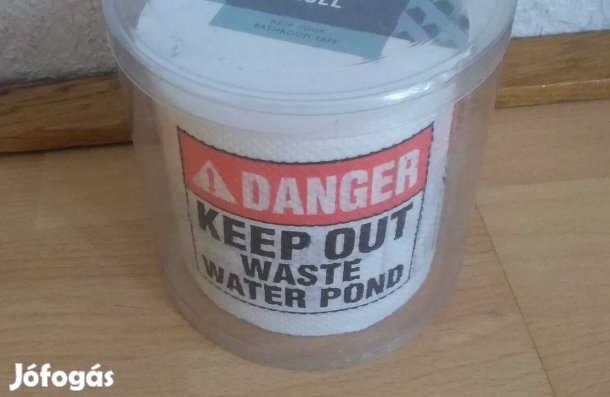 KEEP YOUR
BATHROOM SAFE
DANGER
KEEP OUT
WASTE
WATER POND
Jófogás